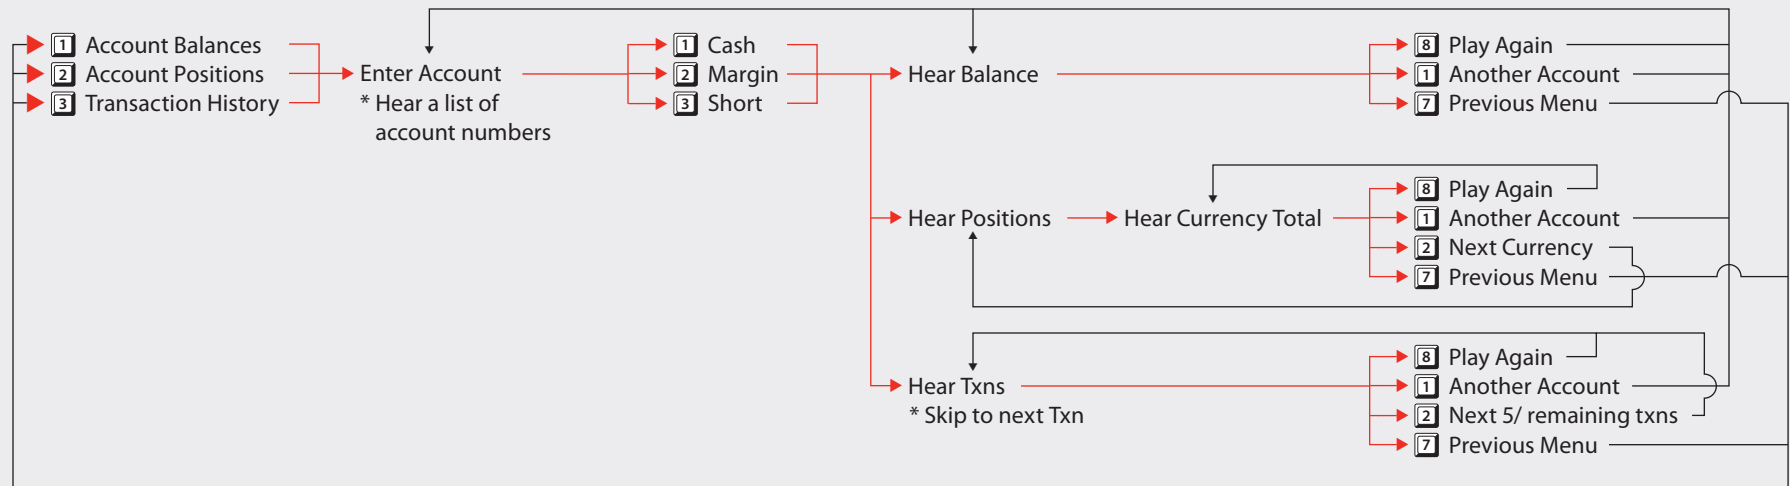 1 Account Balances
2 Account Positions
3 Transaction History
Enter Account
* Hear a list of
account numbers
1 Cash
2 Margin
3 Short
Hear Balance
8 Play Again
1 Another Account
7 Previous Menu
Hear Positions
Hear Currency Total
8 Play Again
1 Another Account
2 Next Currency
7 Previous Menu
Hear Txns
* Skip to next Txn
8 Play Again
1 Another Account
2 Next 5/ remaining txns
7 Previous Menu